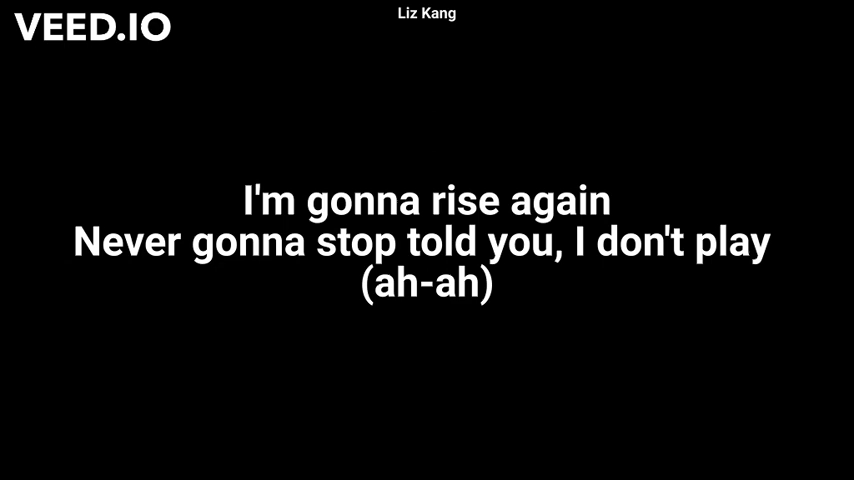 VEED.IO
Liz Kang
I'm gonna rise again
Never gonna stop told you, I don't play
(ah-ah)